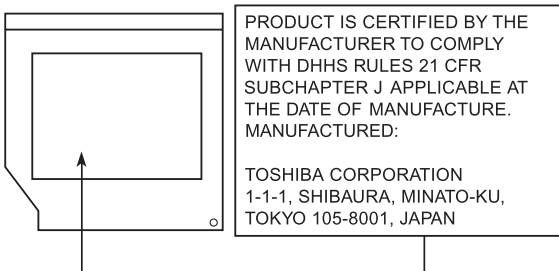 PRODUCT IS CERTIFIED BY THE
MANUFACTURER TO COMPLY
WITH DHHS RULES 21 CFR
SUBCHAPTER J APPLICABLE AT
THE DATE OF MANUFACTURE.
MANUFACTURED:
TOSHIBA CORPORATION
1-1-1, SHIBAURA, MINATO-KU,
TOKYO 105-8001, JAPAN